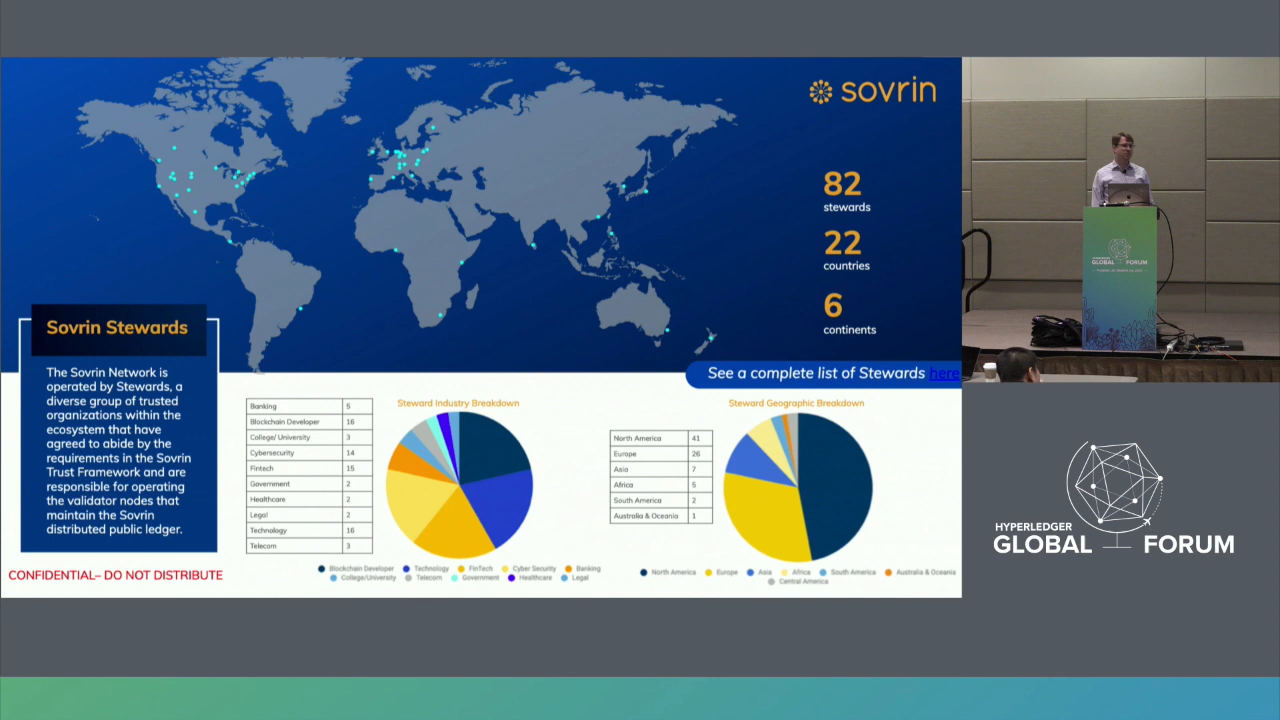 sovrin
82
stewards
22
countries
6
continents
Sovrin Stewards
The Sovrin Network is
operated by Stewards, a
diverse group of trusted
organizations within the
ecosystem that have
agreed to abide by the
requirements in the Sovrin
Trust Framework and are
responsible for operating
the validator nodes that
maintain the Sovrin
distributed public ledger.
CONFIDENTIAL– DO NOT DISTRIBUTE
See a complete list of Stewards here
Banking 5
Blockchain Developer 16
College/ University 3
Cybersecurity 14
Fintech 15
Government 2
Healthcare 2
Legal 2
Technology 16
Telecom 3
Steward Industry Breakdown
Blockchain Developer Technology FinTech Cyber Security Banking
College/University Telecom Government Healthcare Legal
Steward Geographic Breakdown
North America 41
Europe 26
Asia 7
Africa 5
South America 2
Australia & Oceania 1
North America Europe Asia Africa South America Australia & Oceania
Central America
HYPERLEDGER
GLOBAL FORUM
HYPERLEDGER
GLOBAL FORUM